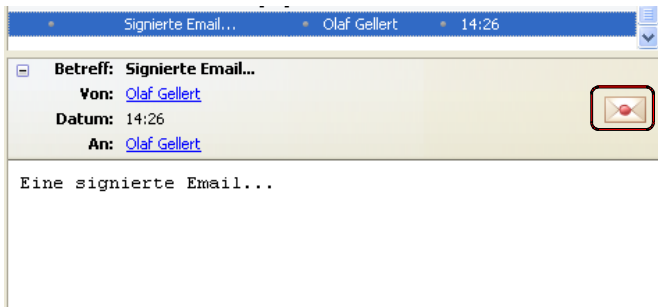 Signierte Email... Olaf Gellert 14:26
Betreff: Signierte Email...
Von: Olaf Gellert
Datum: 14:26
An: Olaf Gellert
Eine signierte Email...